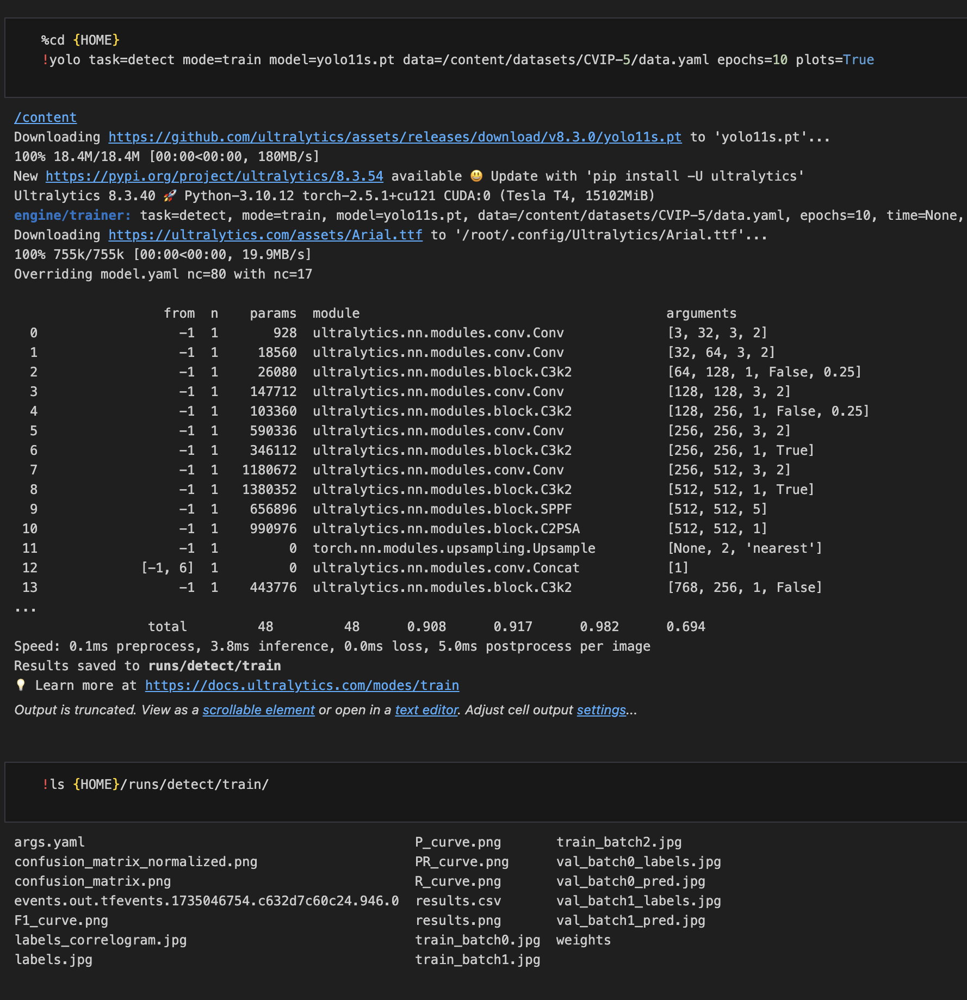 %cd {HOME}
!yolo task=detect mode=train model=yolo11s.pt data=/content/datasets/CVIP-5/data.yaml epochs=10 plots=True
/content
Downloading https://github.com/ultralytics/assets/releases/download/v8.3.0/yolo11s.pt to 'yolo11s.pt'...
100% 18.4M/18.4M [00:00<00:00, 180MB/s]
New https://pypi.org/project/ultralytics/8.3.54 available 😃 Update with 'pip install -U ultralytics'
Ultralytics 8.3.40 🚀 Python-3.10.12 torch-2.5.1+cu121 CUDA:0 (Tesla T4, 15102MiB)
engine/trainer: task=detect, mode=train, model=yolo11s.pt, data=/content/datasets/CVIP-5/data.yaml, epochs=10, time=None,
Downloading https://ultralytics.com/assets/Arial.ttf to '/root/.config/Ultralytics/Arial.ttf'...
100% 755k/755k [00:00<00:00, 19.9MB/s]
Overriding model.yaml nc=80 with nc=17
from n params module arguments
0 -1 1 928 ultralytics.nn.modules.conv.Conv [3, 32, 3, 2]
1 -1 1 18560 ultralytics.nn.modules.conv.Conv [32, 64, 3, 2]
2 -1 1 26080 ultralytics.nn.modules.block.C3k2 [64, 128, 1, False, 0.25]
3 -1 1 147712 ultralytics.nn.modules.conv.Conv [128, 128, 3, 2]
4 -1 1 103360 ultralytics.nn.modules.block.C3k2 [128, 256, 1, False, 0.25]
5 -1 1 590336 ultralytics.nn.modules.conv.Conv [256, 256, 3, 2]
6 -1 1 346112 ultralytics.nn.modules.block.C3k2 [256, 256, 1, True]
7 -1 1 1180672 ultralytics.nn.modules.conv.Conv [256, 512, 3, 2]
8 -1 1 1380352 ultralytics.nn.modules.block.C3k2 [512, 512, 1, True]
9 -1 1 656896 ultralytics.nn.modules.block.SPPF [512, 512, 5]
10 -1 1 990976 ultralytics.nn.modules.block.C2PSA [512, 512, 1]
11 -1 1 0 torch.nn.modules.upsampling.Upsample [None, 2, 'nearest']
12 [-1, 6] 1 0 ultralytics.nn.modules.conv.Concat [1]
13 -1 1 443776 ultralytics.nn.modules.block.C3k2 [768, 256, 1, False]
...
total 48 48 0.908 0.917 0.982 0.694
Speed: 0.1ms preprocess, 3.8ms inference, 0.0ms loss, 5.0ms postprocess per image
Results saved to runs/detect/train
💡 Learn more at https://docs.ultralytics.com/modes/train
Output is truncated. View as a scrollable element or open in a text editor. Adjust cell output settings...
!ls {HOME}/runs/detect/train/
args.yaml P_curve.png train_batch2.jpg
confusion_matrix_normalized.png PR_curve.png val_batch0_labels.jpg
confusion_matrix.png R_curve.png val_batch0_pred.jpg
events.out.tfevents.1735046754.c632d7c60c24.946.0 results.csv val_batch1_labels.jpg
F1_curve.png results.png val_batch1_pred.jpg
labels_correlogram.jpg train_batch0.jpg weights
labels.jpg train_batch1.jpg